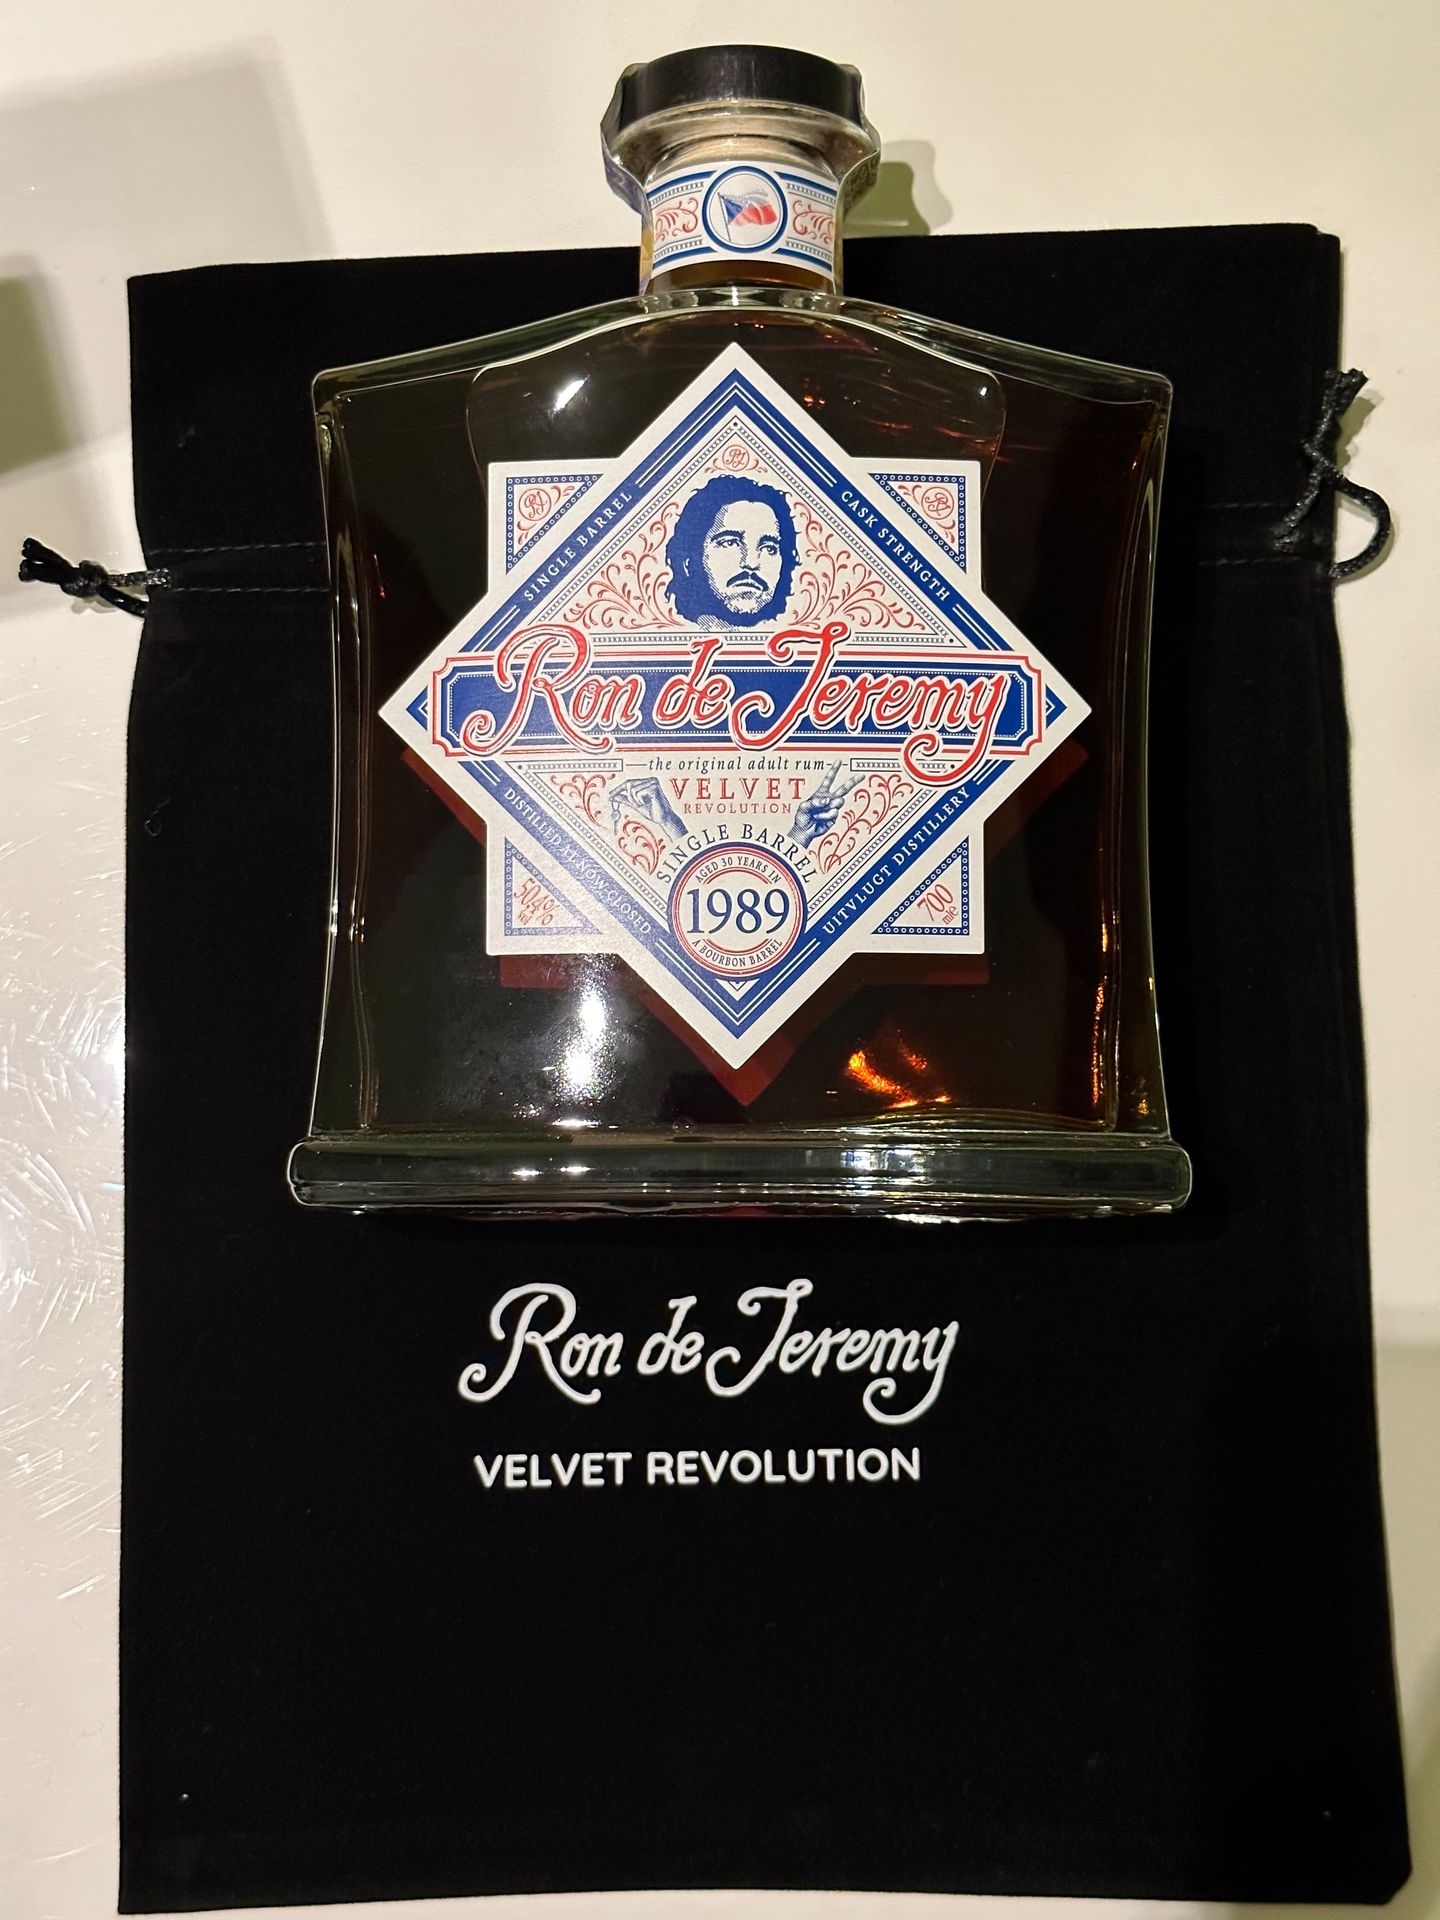 SINGLE BARREL
CASK STRENGTH
Ron de Jeremy
the original adult rum
VELVET
REVOLUTION
SINGLE BARREL
AGED 30 YEARS IN
1989
A BOURBON BARREL
DISTILLED AT NOW CLOSED
UITVLUGT DISTILLERY
50,4%
vol
700
ml e
Ron de Jeremy
VELVET REVOLUTION